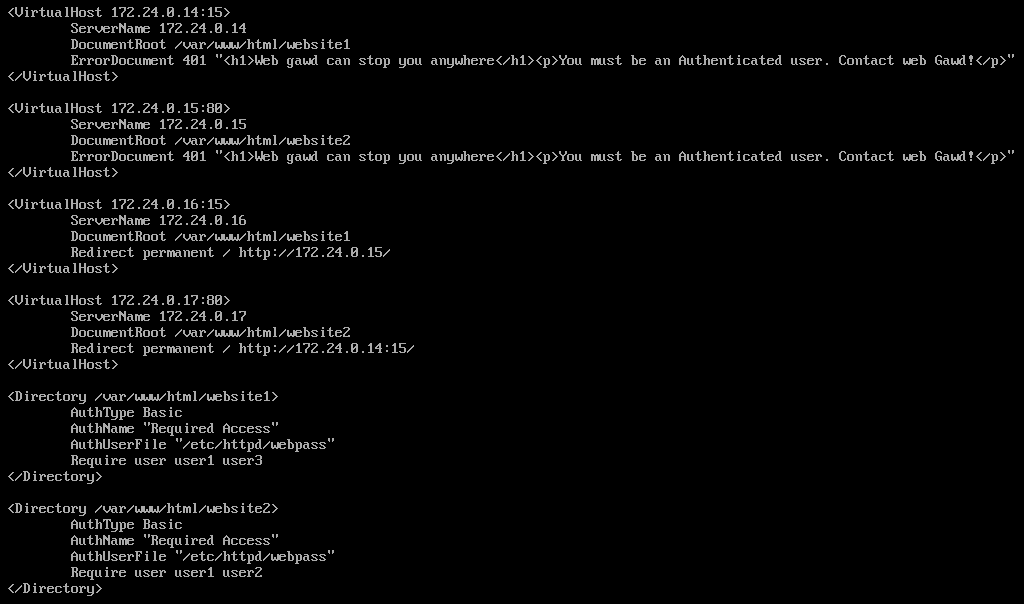 <VirtualHost 172.24.0.14:15>
        ServerName 172.24.0.14
        DocumentRoot /var/www/html/website1
        ErrorDocument 401 "<h1>Web gawd can stop you anywhere</h1><p>You must be an Authenticated user. Contact web Gawd!</p>"
</VirtualHost>

<VirtualHost 172.24.0.15:80>
        ServerName 172.24.0.15
        DocumentRoot /var/www/html/website2
        ErrorDocument 401 "<h1>Web gawd can stop you anywhere</h1><p>You must be an Authenticated user. Contact web Gawd!</p>"
</VirtualHost>

<VirtualHost 172.24.0.16:15>
        ServerName 172.24.0.16
        DocumentRoot /var/www/html/website1
        Redirect permanent / http://172.24.0.15/
</VirtualHost>

<VirtualHost 172.24.0.17:80>
        ServerName 172.24.0.17
        DocumentRoot /var/www/html/website2
        Redirect permanent / http://172.24.0.14:15/
</VirtualHost>

<Directory /var/www/html/website1>
        AuthType Basic
        AuthName "Required Access"
        AuthUserFile "/etc/httpd/webpass"
        Require user user1 user3
</Directory>

<Directory /var/www/html/website2>
        AuthType Basic
        AuthName "Required Access"
        AuthUserFile "/etc/httpd/webpass"
        Require user user1 user2
</Directory>